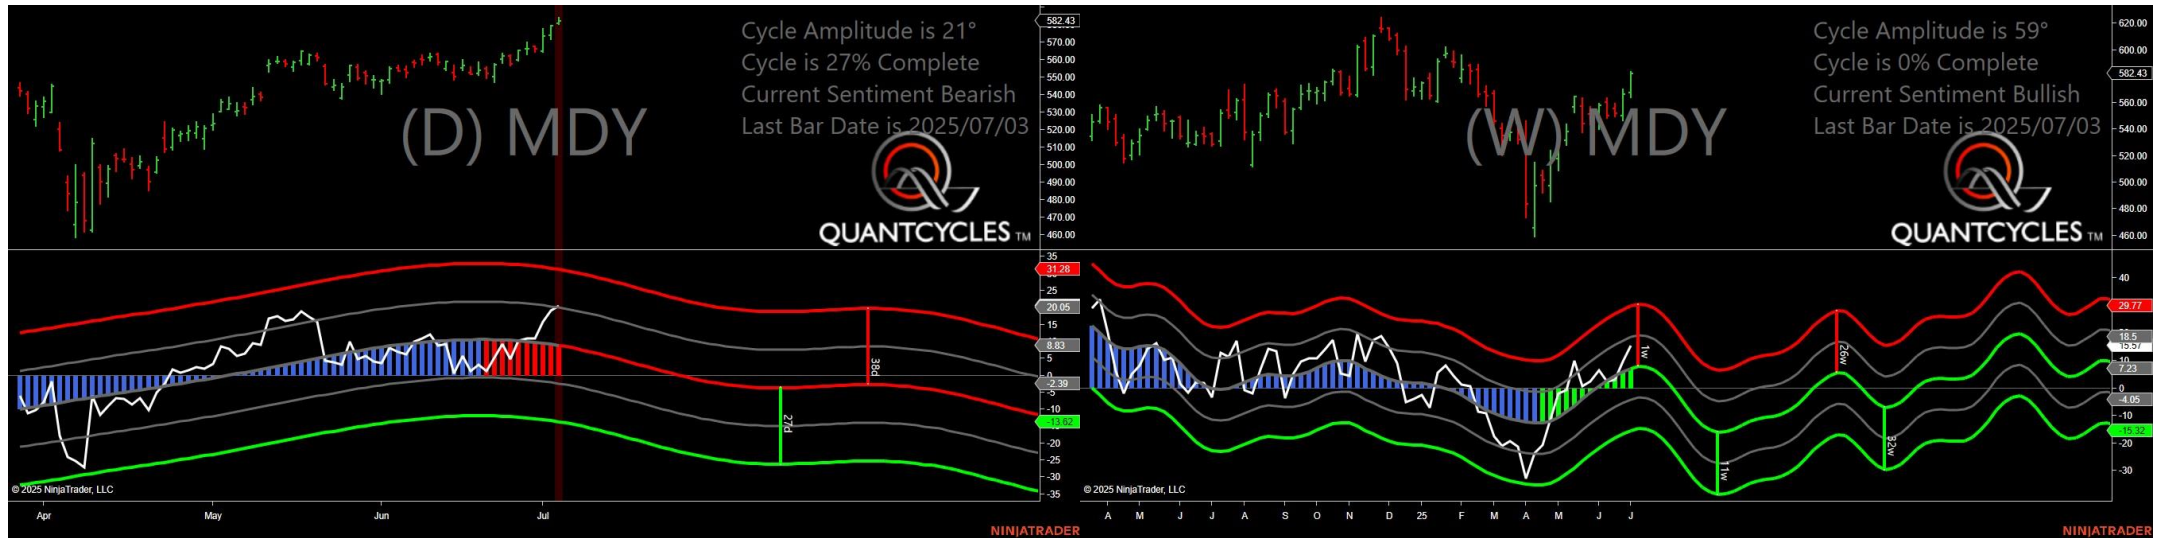 Cycle Amplitude is 21°
Cycle is 27% Complete
Current Sentiment Bearish
Last Bar Date is 2025/07/03
(D) MDY
QUANTCYCLES TM
582.43
570.00
560.00
550.00
540.00
530.00
520.00
510.00
500.00
490.00
480.00
470.00
460.00
35
31.28
25
20.05
15
8.83
5
0
-2.39
-5
-10
-13.62
-20
-25
-30
-35
38d
27d
© 2025 NinjaTrader, LLC
Apr May Jun Jul
NINJATRADER
Cycle Amplitude is 59°
Cycle is 0% Complete
Current Sentiment Bullish
Last Bar Date is 2025/07/03
(W) MDY
QUANTCYCLES TM
620.00
600.00
582.43
560.00
540.00
520.00
500.00
480.00
460.00
40
29.77
18.5
15.57
10
7.23
0
-4.05
-10
-15.32
-20
-30
1w
26w
11w
32w
© 2025 NinjaTrader, LLC
A M J J A S O N D 25 F M A M J J
NINJATRADER